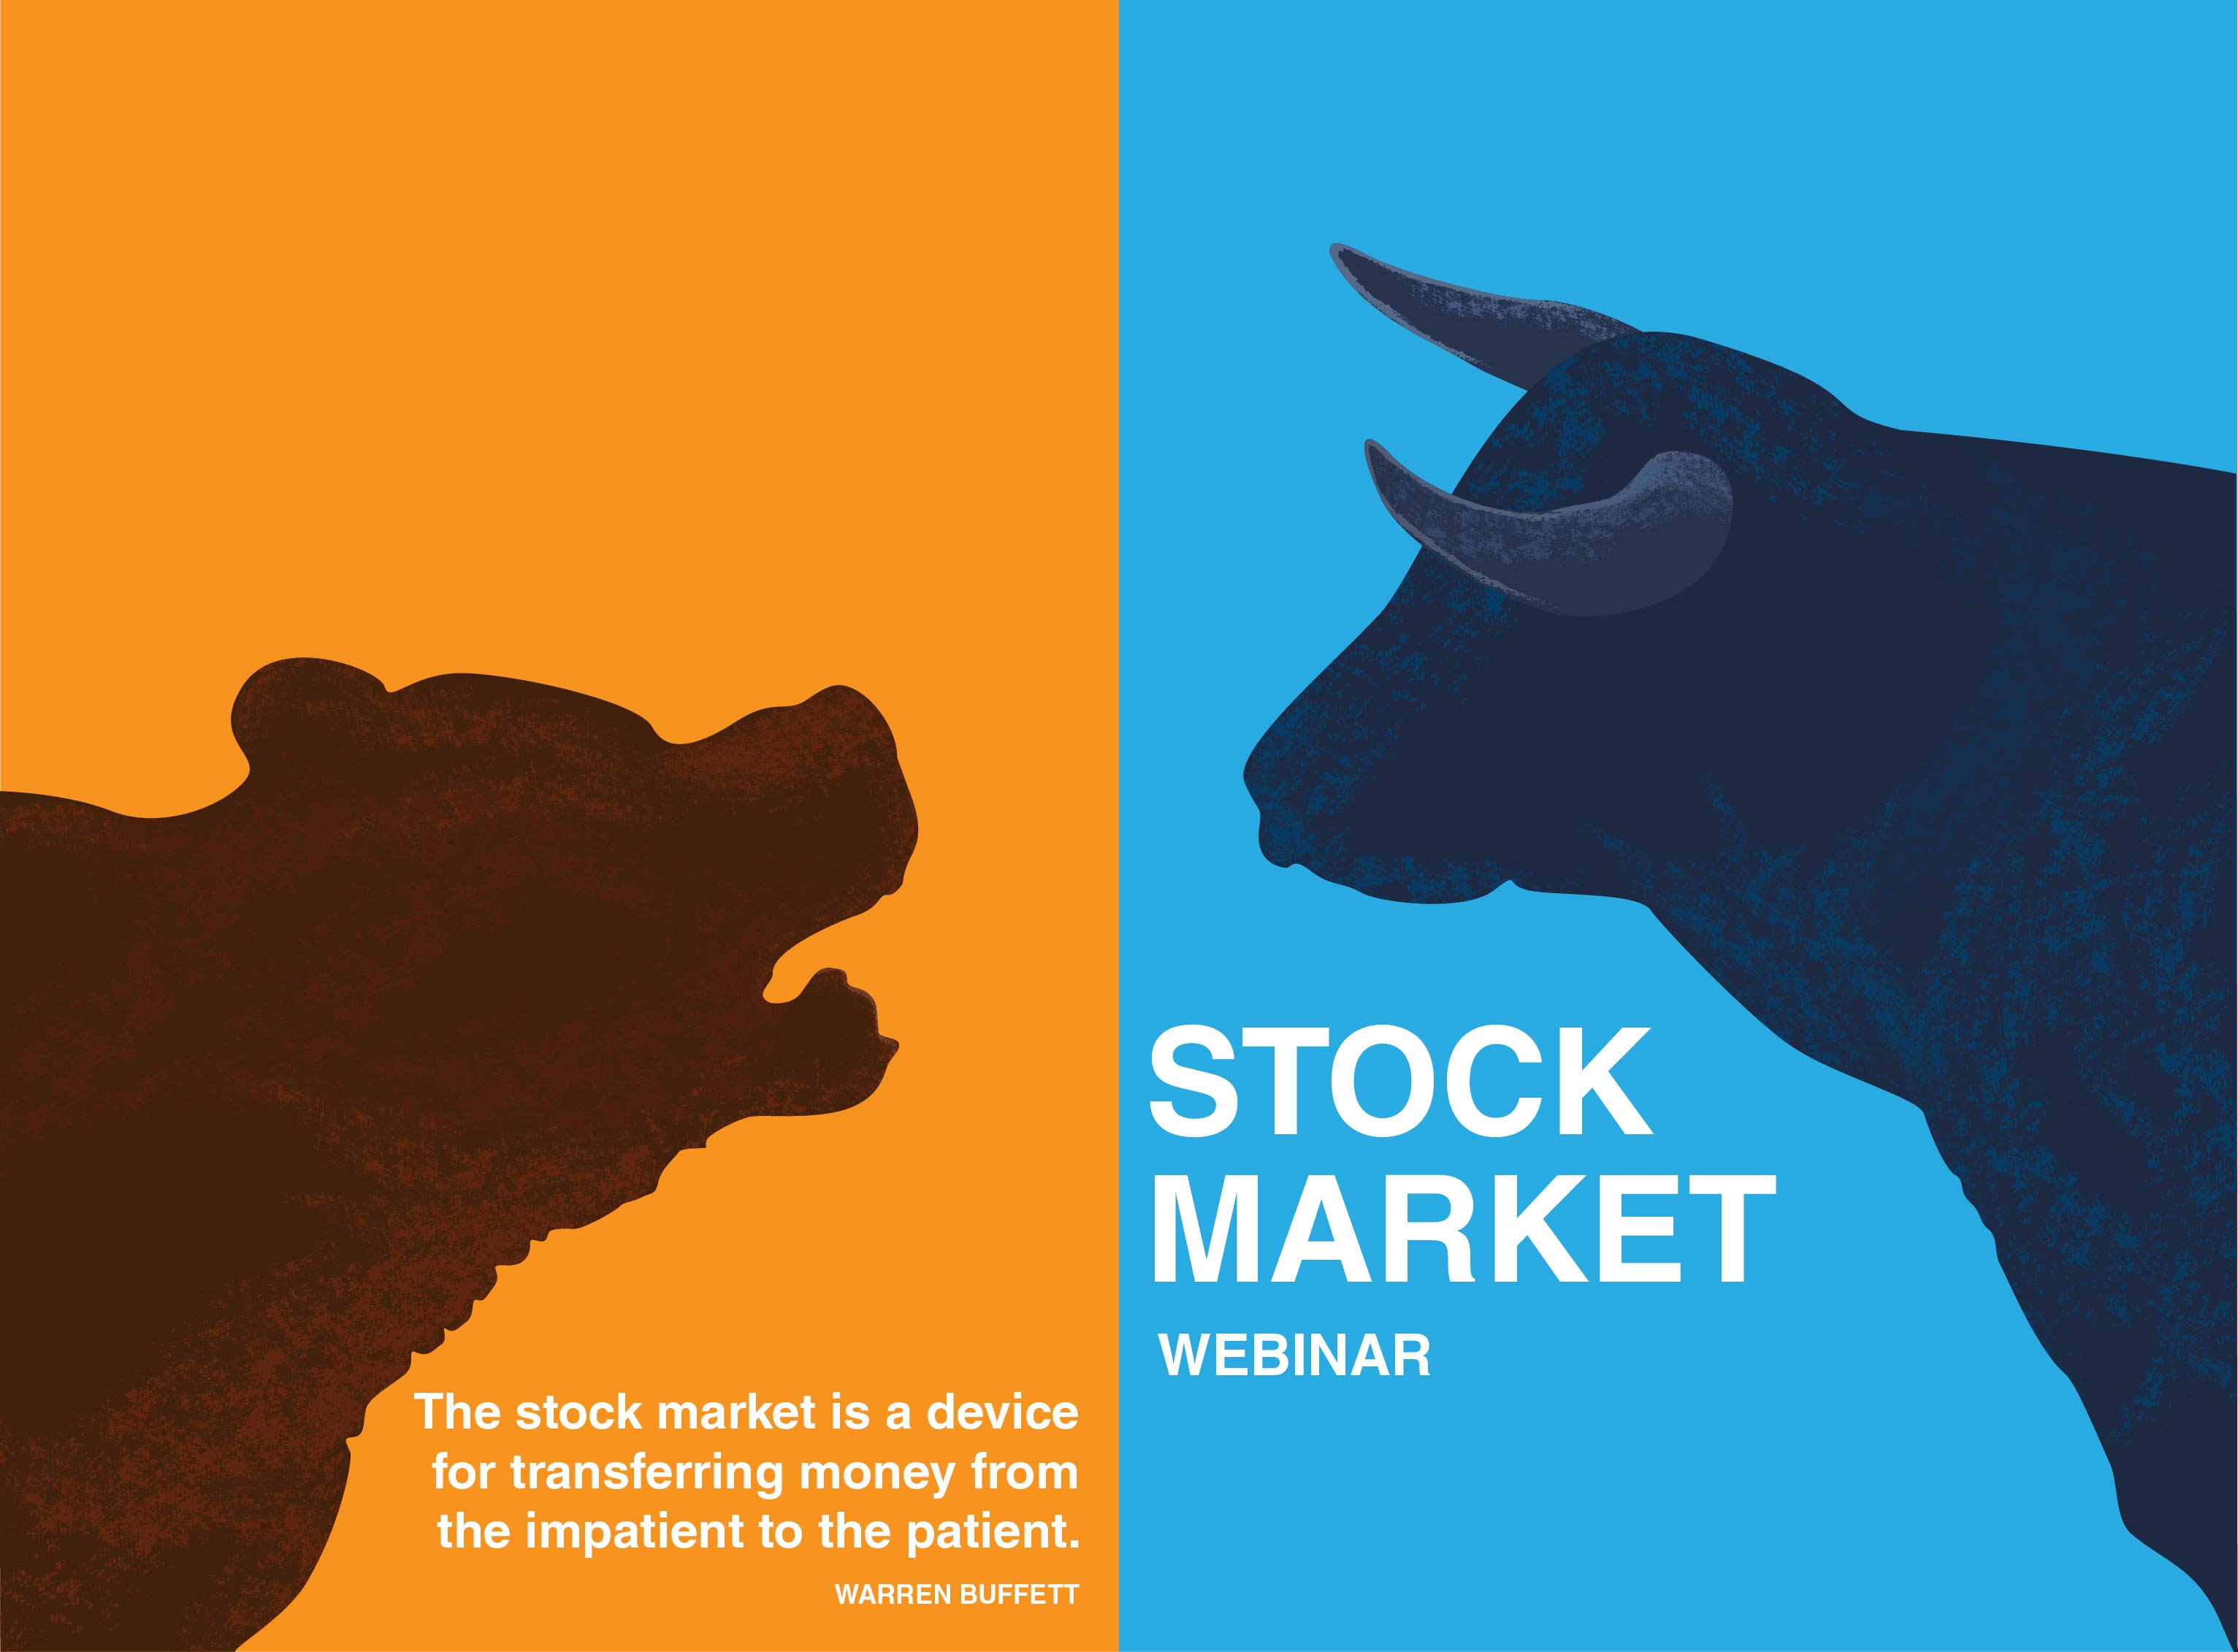 The stock market is a device
for transferring money from
the impatient to the patient.
WARREN BUFFETT
STOCK
MARKET
WEBINAR